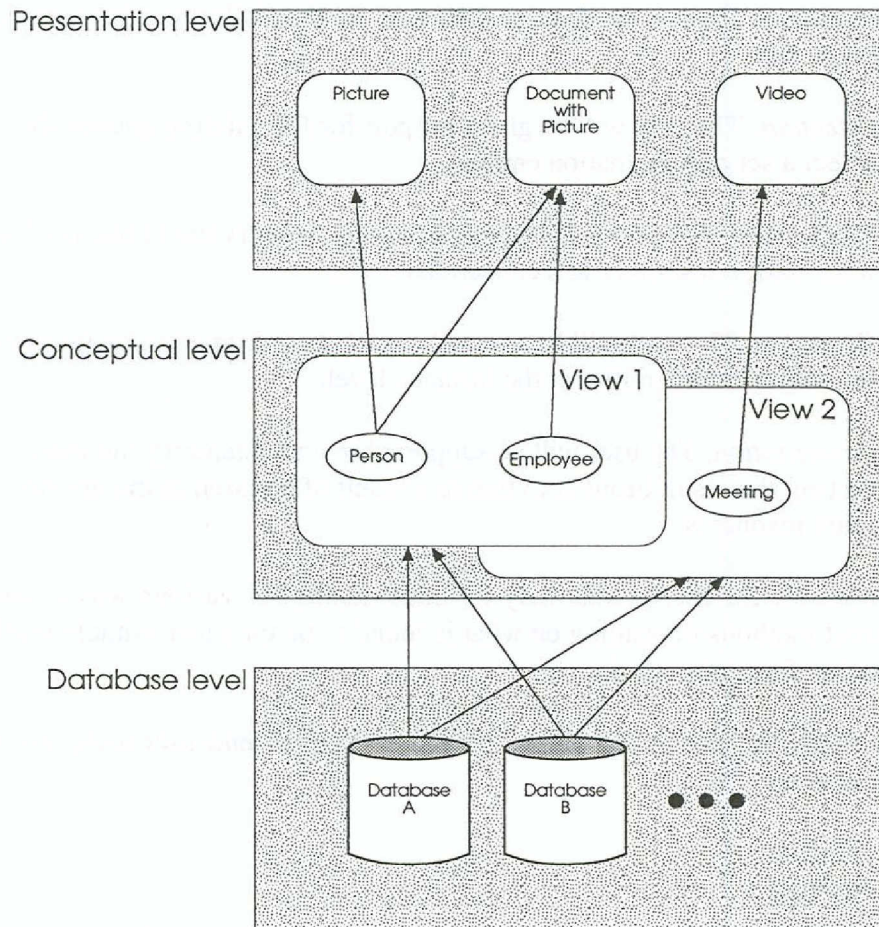 Presentation level
Picture
Document
with
Picture
Video
Conceptual level
View 1
View 2
Person
Employee
Meeting
Database level
Database
A
Database
B